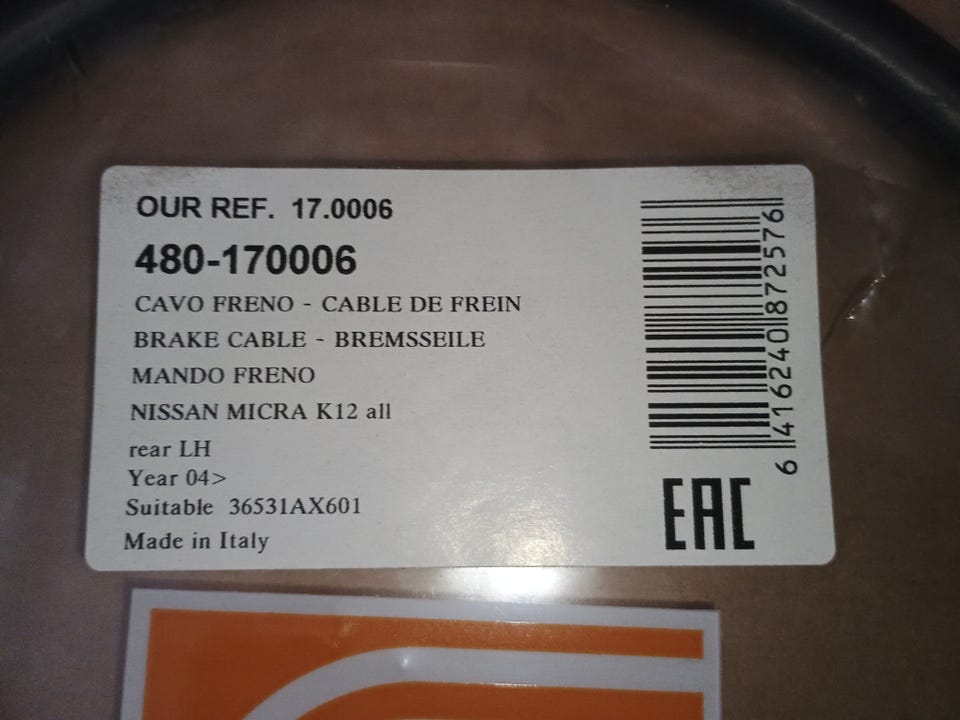 OUR REF. 17.0006
480-170006
CAVO FRENO - CABLE DE FREIN
BRAKE CABLE - BREMSSEILE
MANDO FRENO
NISSAN MICRA K12 all
rear LH
Year 04>
Suitable 36531AX601
Made in Italy
6 416240 872576
EAC